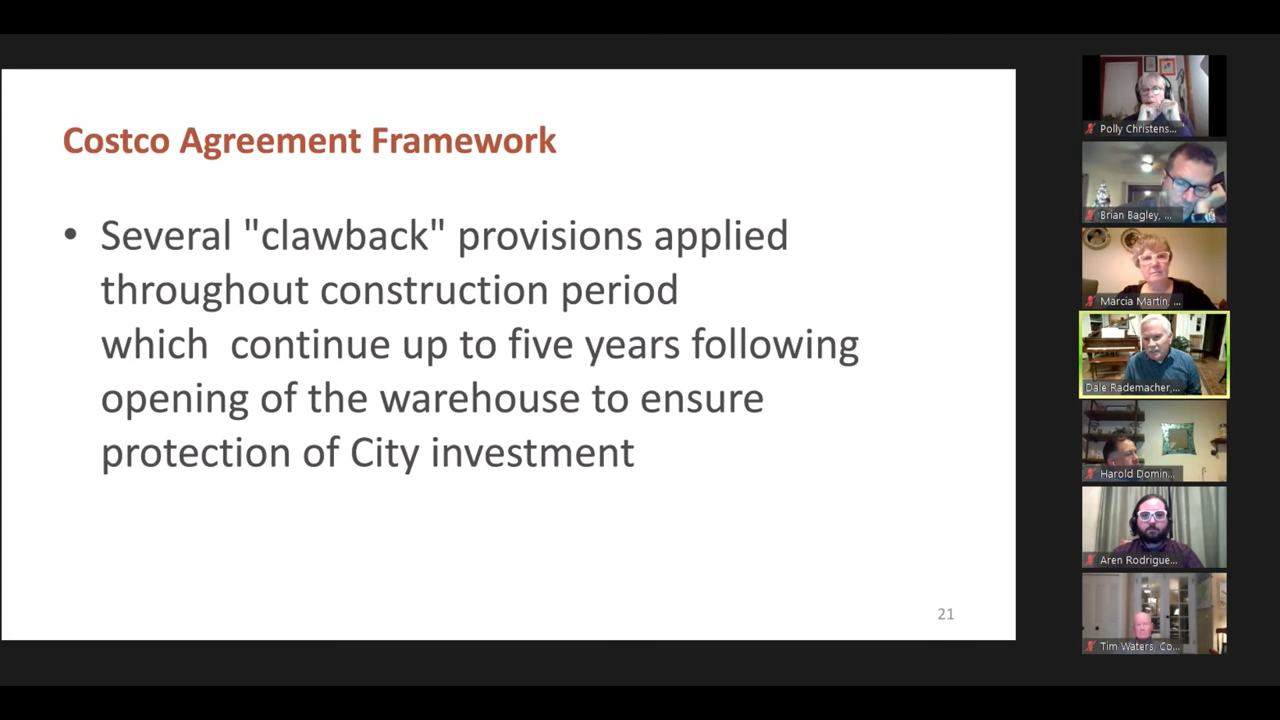 Costco Agreement Framework
• Several "clawback" provisions applied
throughout construction period
which  continue up to five years following
opening of the warehouse to ensure
protection of City investment
21
Polly Christens...
Brian Bagley, ...
Marcia Martin, ...
Dale Rademacher,...
Harold Domin...
Aren Rodrigue...
Tim Waters, Co...